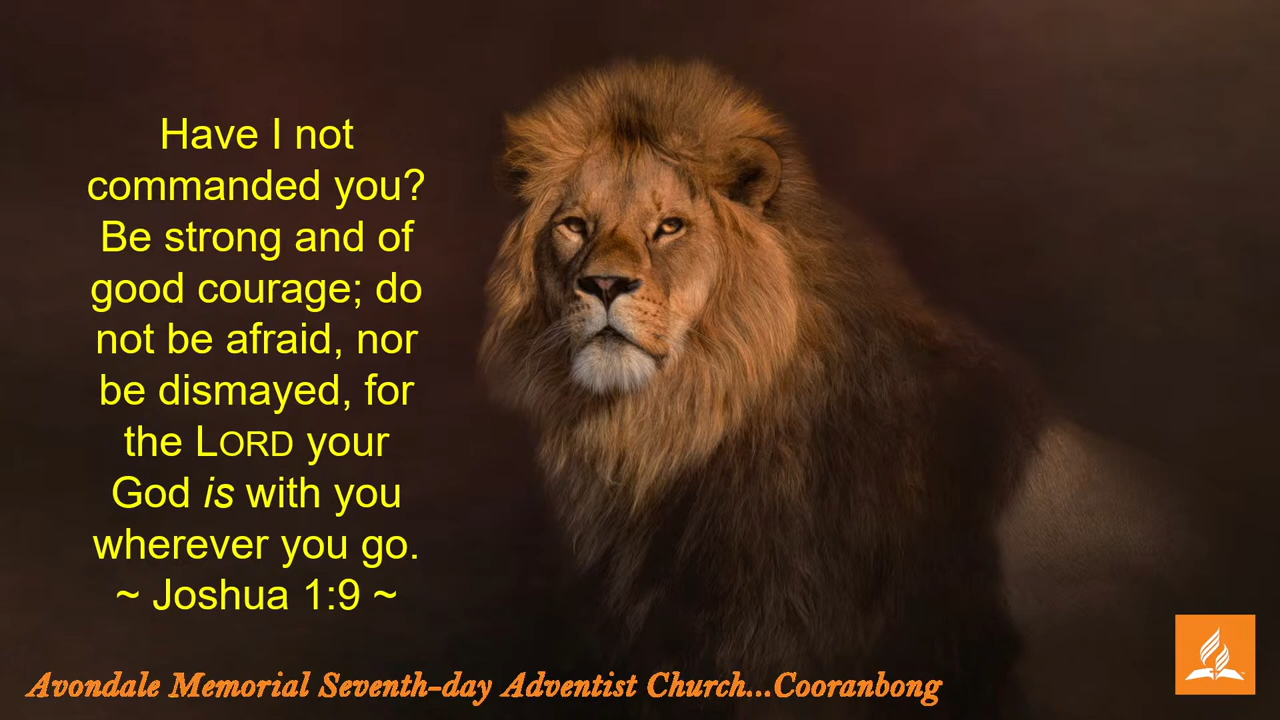 Have I not
commanded you?
Be strong and of
good courage; do
not be afraid, nor
be dismayed, for
the LORD your
God is with you
wherever you go.
~ Joshua 1:9 ~
Avondale Memorial Seventh-day Adventist Church...Cooranbong